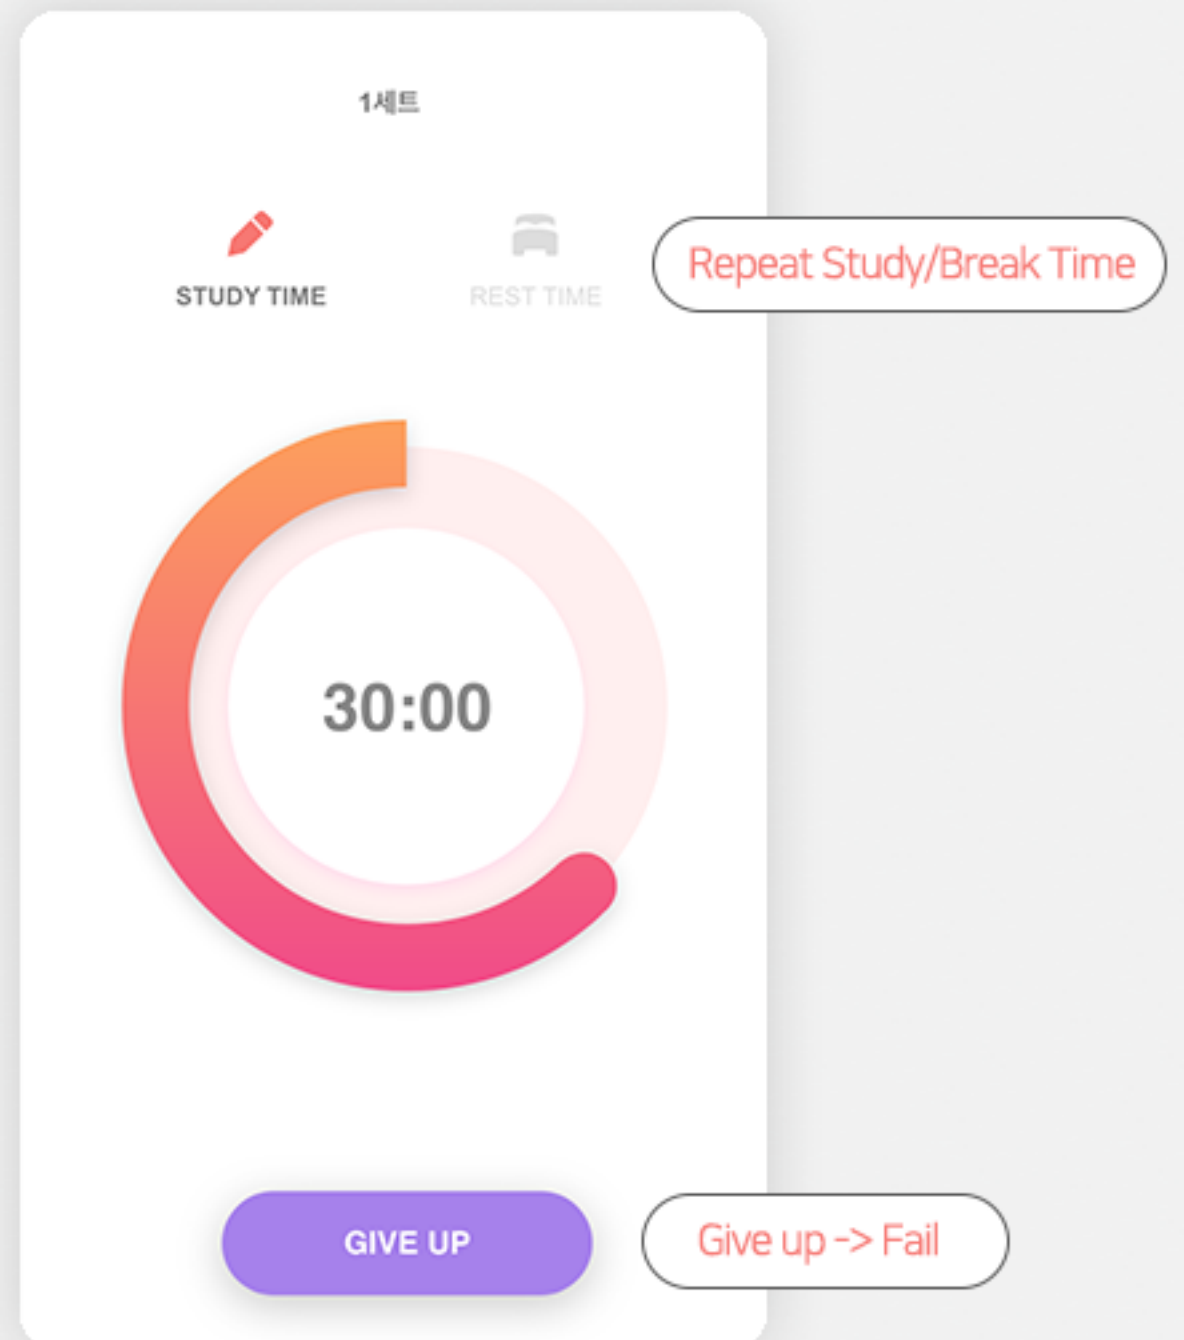 1세트
STUDY TIME
REST TIME
Repeat Study/Break Time
30:00
GIVE UP
Give up -> Fail